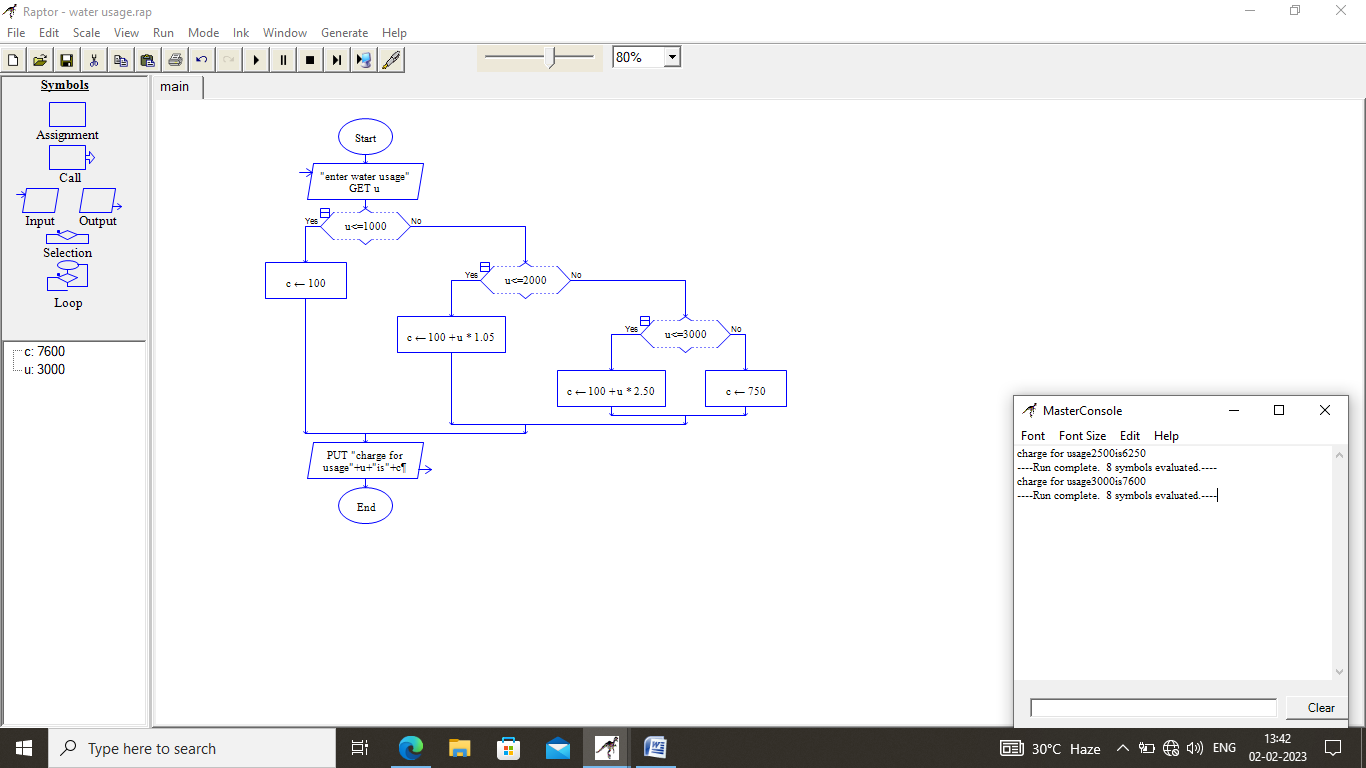 Raptor - water usage.rap
File Edit Scale View Run Mode Ink Window Generate Help
80%
Symbols
Assignment
Call
Input Output
Selection
Loop
c: 7600
u: 3000
main
Start
"enter water usage"
GET u
Yes No
u<=1000
c ← 100
Yes No
u<=2000
c ← 100 + u * 1.05
Yes No
u<=3000
c ← 100 + u * 2.50
c ← 750
PUT "charge for
usage"+u+"is"+c¶
End
MasterConsole
Font Font Size Edit Help
charge for usage2500is6250
----Run complete. 8 symbols evaluated.----
charge for usage3000is7600
----Run complete. 8 symbols evaluated.----
Clear
Type here to search
30°C Haze
ENG
13:42
02-02-2023